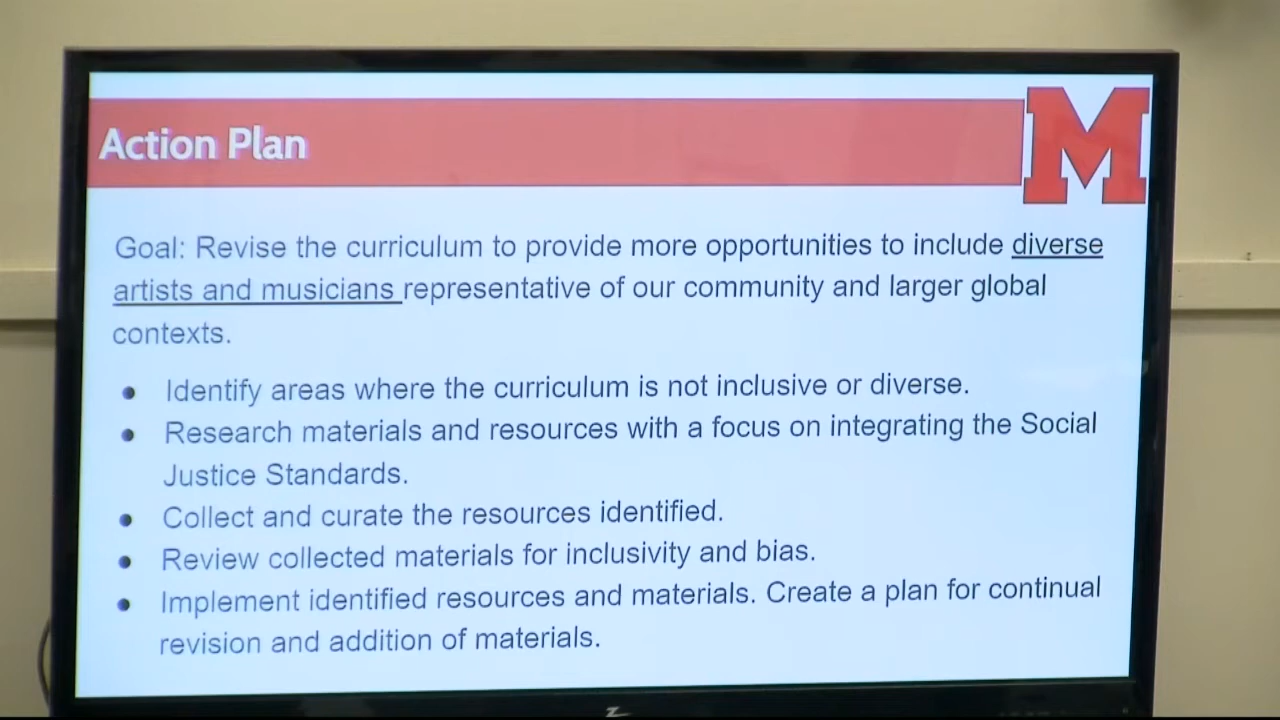 Action Plan
M
Goal: Revise the curriculum to provide more opportunities to include diverse
artists and musicians representative of our community and larger global
contexts.
• Identify areas where the curriculum is not inclusive or diverse.
• Research materials and resources with a focus on integrating the Social
Justice Standards.
• Collect and curate the resources identified.
• Review collected materials for inclusivity and bias.
• Implement identified resources and materials. Create a plan for continual
revision and addition of materials.